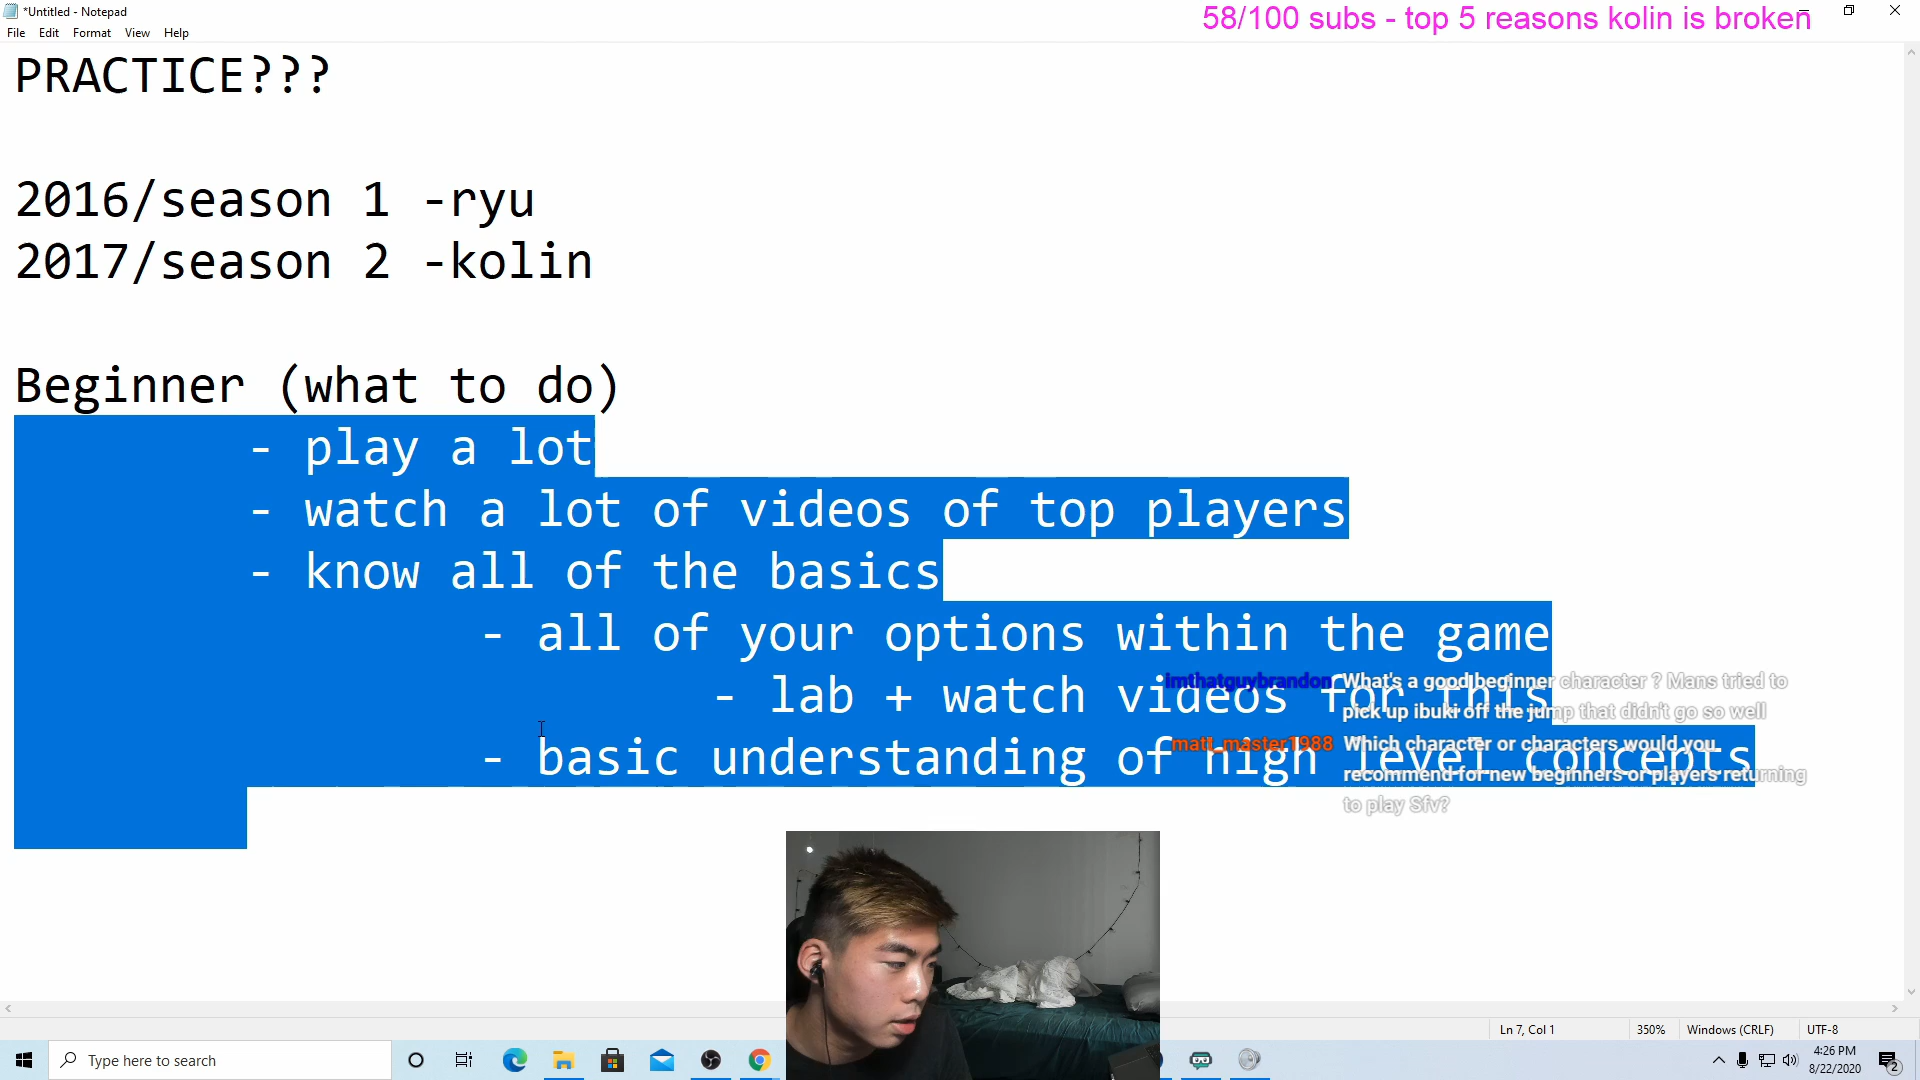 *Untitled - Notepad
58/100 subs - top 5 reasons kolin is broken
File Edit Format View Help
PRACTICE???
2016/season 1 -ryu
2017/season 2 -kolin
Beginner (what to do)
- play a lot
- watch a lot of videos of top players
- know all of the basics
- all of your options within the game
- lab + watch videos for this
- basic understanding of high level concepts
imthatguybrandon What's a good beginner character ? Mans tried to
pick up ibuki off the jump that didn't go so well
matt_master1988 Which character or characters would you
recommend for new beginners or players returning
to play Sfv?
Ln 7, Col 1 350% Windows (CRLF) UTF-8
Type here to search
4:26 PM
8/22/2020
2